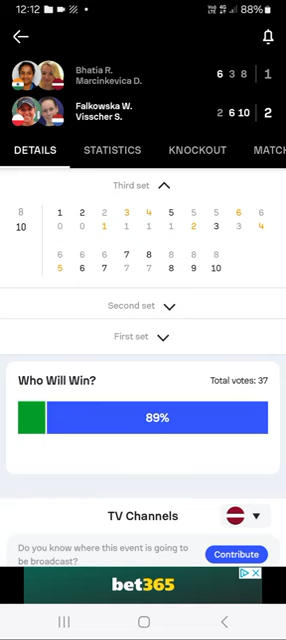 12:12 88%
Bhatia R.
Marcinkevica D.
6 3 8 1
Falkowska W.
Visscher S.
2 6 10 2
DETAILS STATISTICS KNOCKOUT MATCH
Third set
8 1 2 2 3 4 5 5 5 6 6
10 0 0 1 1 1 1 2 3 3 4
6 6 6 7 8 8 8 8
5 6 7 7 7 8 9 10
Second set
First set
Who Will Win? Total votes: 37
89%
TV Channels
Do you know where this event is going to
be broadcast?
Contribute
bet365